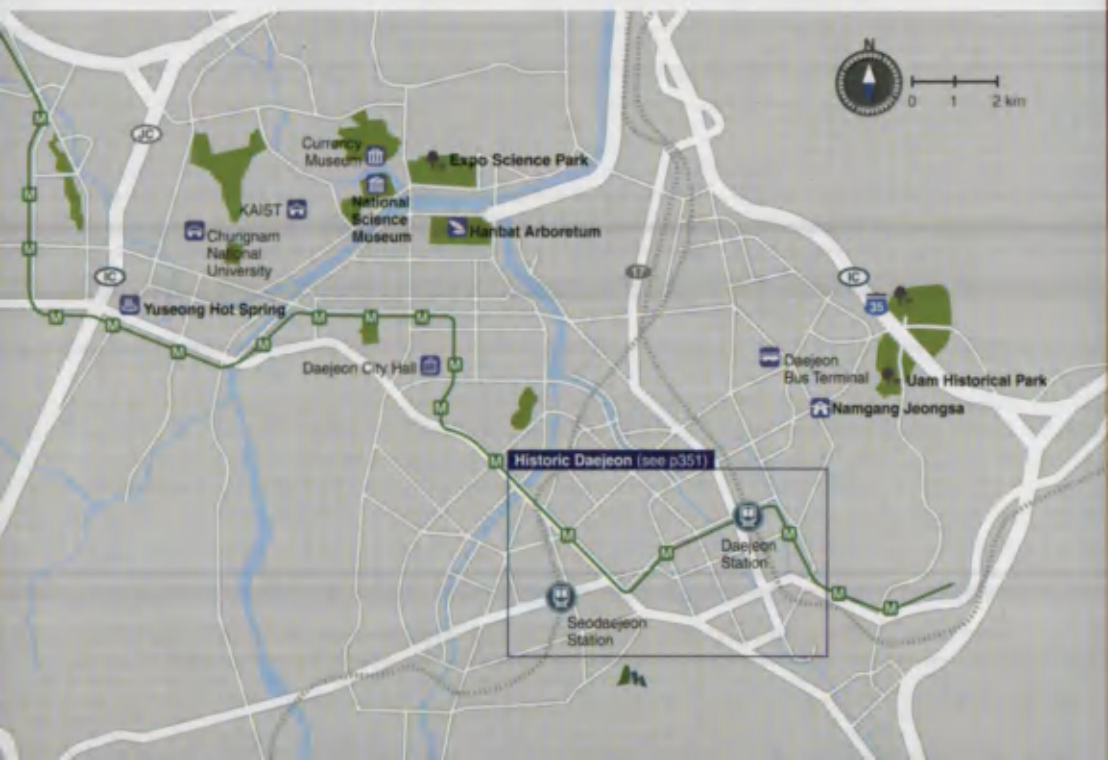 N
0 1 2 km
M
JC
Currency
Museum
Expo Science Park
National
Science
Museum
KAIST
Chungnam
National
University
Hanbat Arboretum
M
M
IC
17
IC
35
Yuseong Hot Spring
M
M
M
M
M
M
M
Daejeon City Hall
M
Daejeon
Bus Terminal
Uam Historical Park
Namgang Jeongsa
M
M
Historic Daejeon (see p351)
M
M
M
Daejeon
Station
Seodaejeon
Station
M
M